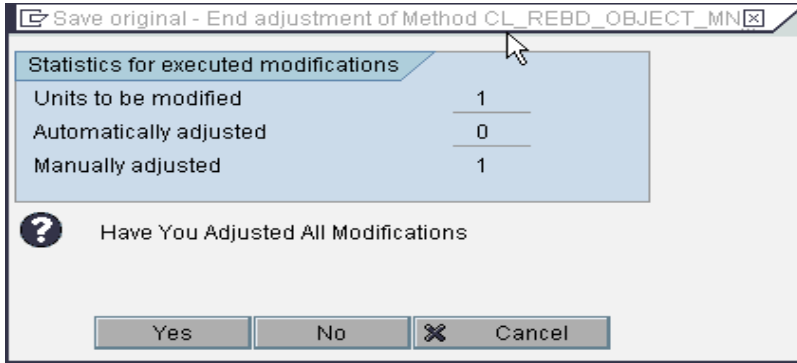 Save original - End adjustment of Method CL_REBD_OBJECT_MN
Statistics for executed modifications
Units to be modified 1
Automatically adjusted 0
Manually adjusted 1
Have You Adjusted All Modifications
Yes No Cancel